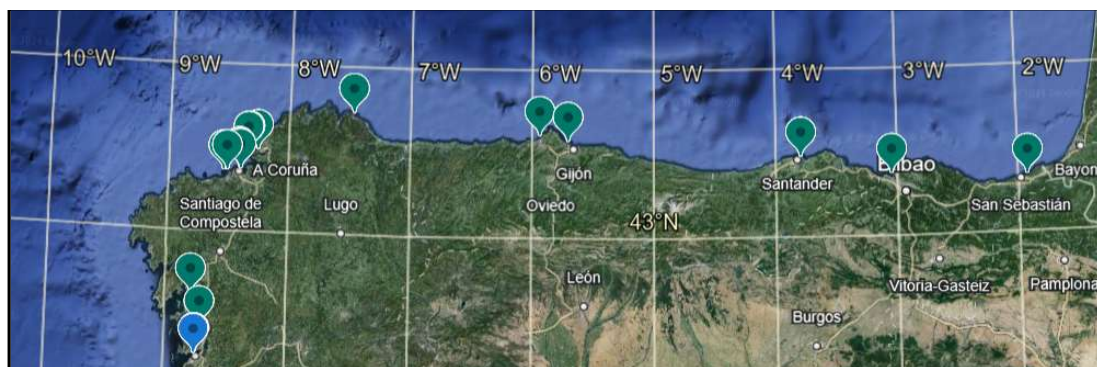 10°W
9°W
8°W
7°W
6°W
5°W
4°W
3°W
2°W
A Coruña
Gijón
Santander
Bilbao
Bayon
Santiago de
Compostela
Lugo
Oviedo
43°N
San Sebastián
León
Vitoria-Gasteiz
Pamplona
Burgos